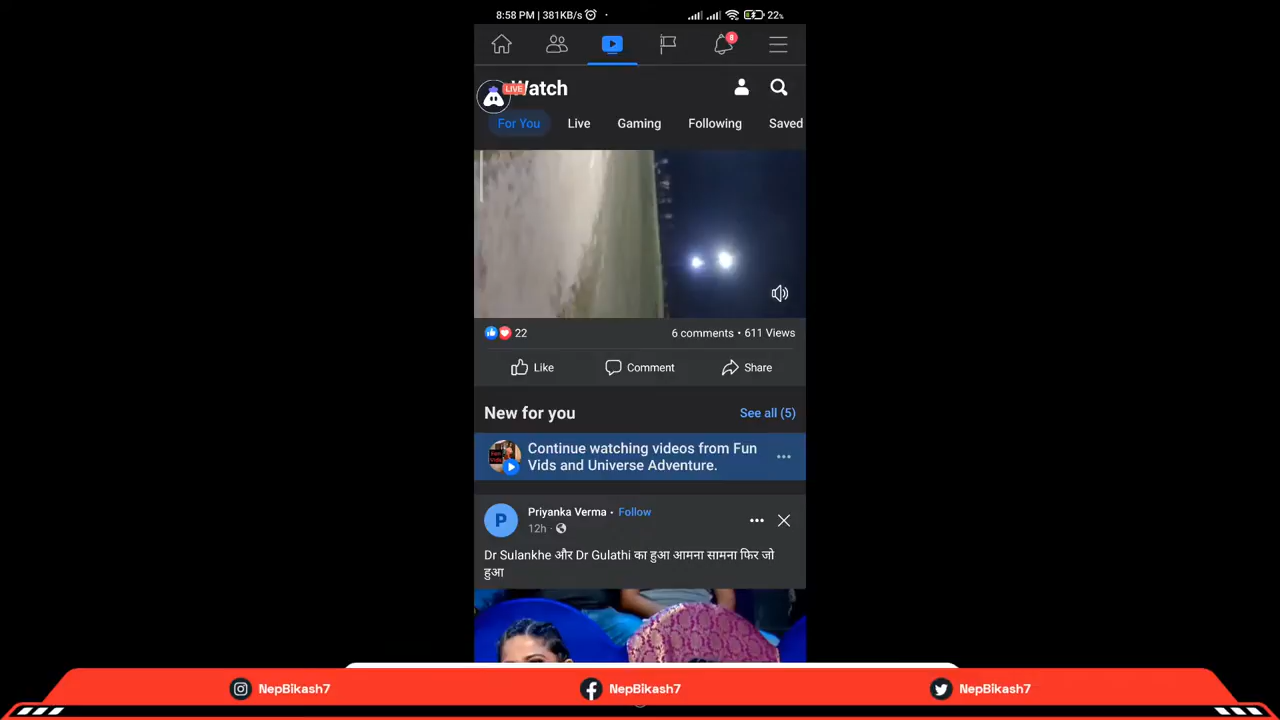 8:58 PM | 381KB/s
22%
8
LIVE
Watch
For You Live Gaming Following Saved
22 6 comments • 611 Views
Like Comment Share
New for you See all (5)
Continue watching videos from Fun
Vids and Universe Adventure.
P
Priyanka Verma • Follow
12h •
Dr Sulankhe और Dr Gulathi का हुआ आमना सामना फिर जो
हुआ
NepBikash7 NepBikash7 NepBikash7